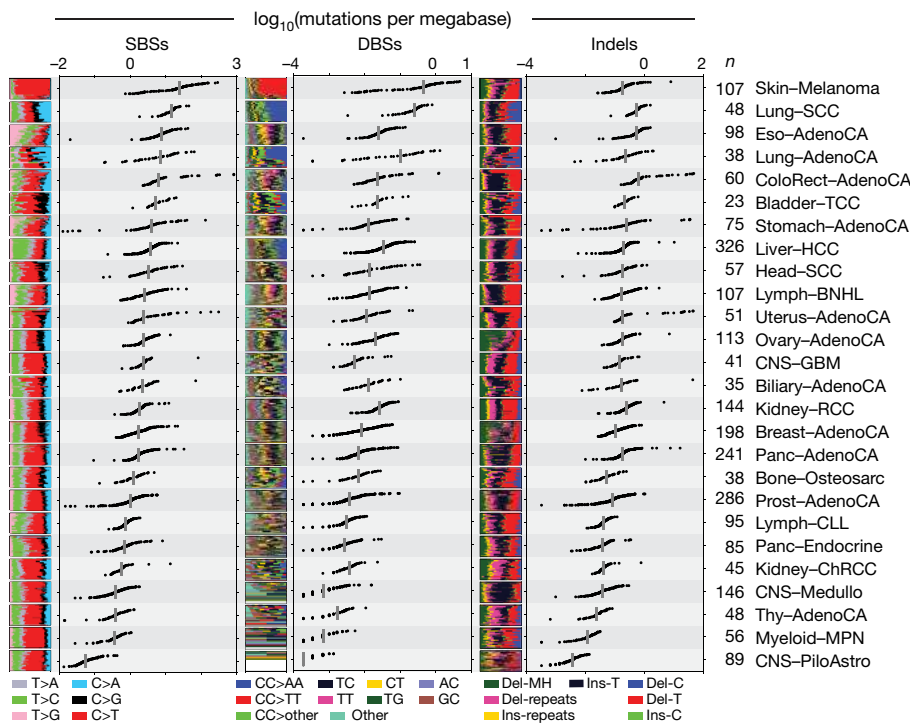 log10(mutations per megabase)
SBSs DBSs Indels
−2 0 3 −4 0 1 −4 0 2 n
107 Skin–Melanoma
48 Lung–SCC
98 Eso–AdenoCA
38 Lung–AdenoCA
60 ColoRect–AdenoCA
23 Bladder–TCC
75 Stomach–AdenoCA
326 Liver–HCC
57 Head–SCC
107 Lymph–BNHL
51 Uterus–AdenoCA
113 Ovary–AdenoCA
41 CNS–GBM
35 Biliary–AdenoCA
144 Kidney–RCC
198 Breast–AdenoCA
241 Panc–AdenoCA
38 Bone–Osteosarc
286 Prost–AdenoCA
95 Lymph–CLL
85 Panc–Endocrine
45 Kidney–ChRCC
146 CNS–Medullo
48 Thy–AdenoCA
56 Myeloid–MPN
89 CNS–PiloAstro
T>A C>A CC>AA TC CT AC Del-MH Ins-T Del-C
T>C C>G CC>TT TT TG GC Del-repeats Del-T
T>G C>T CC>other Other Ins-repeats Ins-C